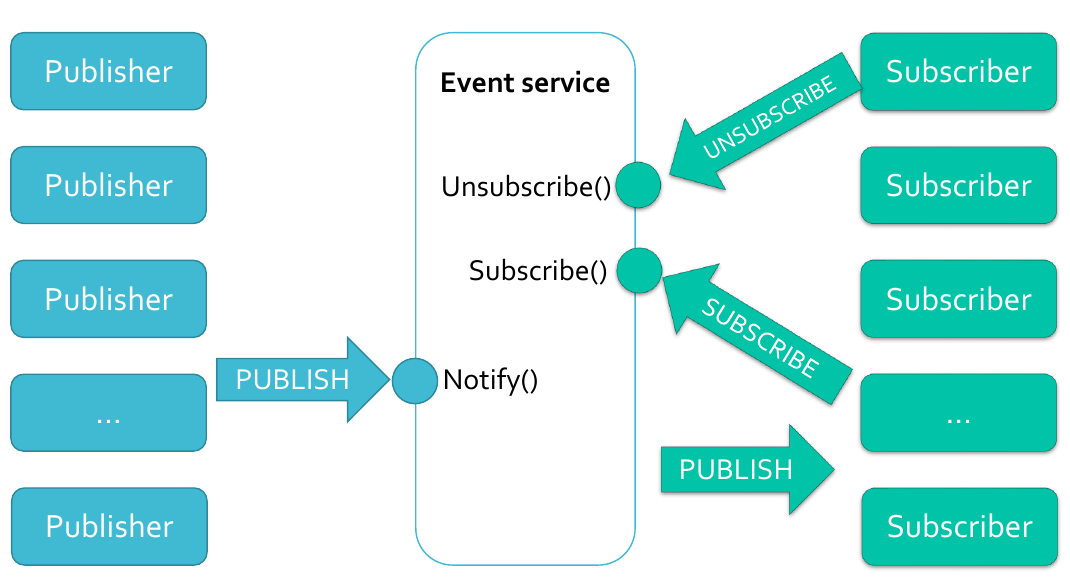 Publisher
Publisher
Publisher
...
Publisher
PUBLISH
Event service
Unsubscribe()
Subscribe()
Notify()
UNSUBSCRIBE
SUBSCRIBE
PUBLISH
Subscriber
Subscriber
Subscriber
...
Subscriber